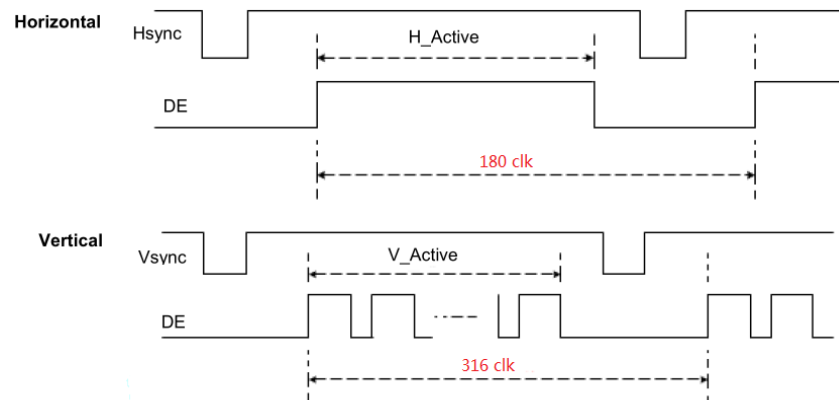 Horizontal
Hsync
H_Active
DE
180 clk
Vertical
Vsync
V_Active
DE
316 clk